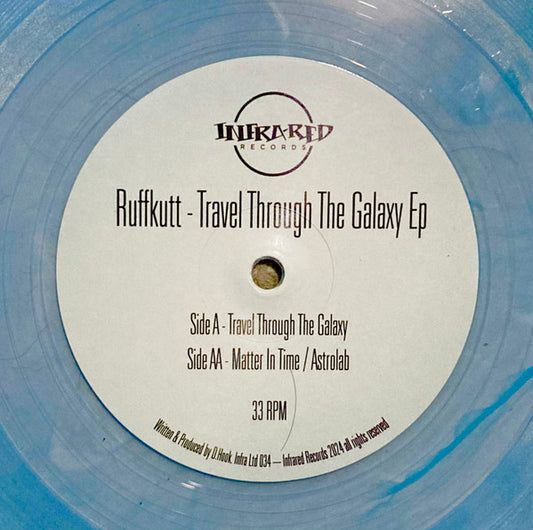 INFRARED
RECORDS
Ruffkutt - Travel Through The Galaxy Ep
Side A - Travel Through The Galaxy
Side AA - Matter In Time / Astrolab
33 RPM
Written & Produced by D.Hook. Infra Ltd 034 — Infrared Records 2024 all rights reserved